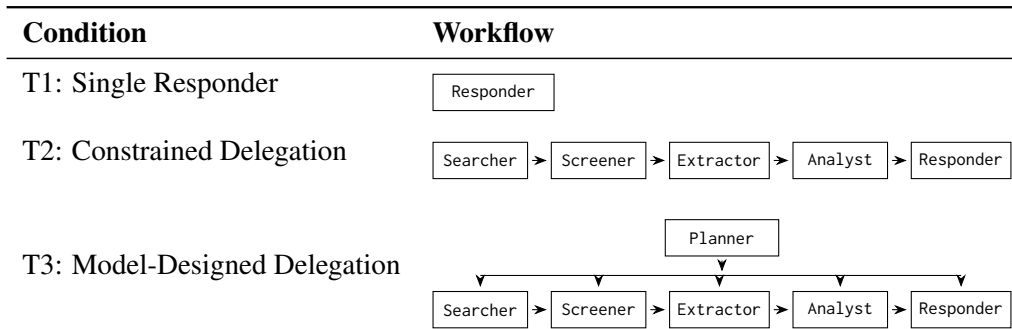 Condition Workflow
T1: Single Responder Responder
T2: Constrained Delegation Searcher Screener Extractor Analyst Responder
Planner
T3: Model-Designed Delegation
Searcher Screener Extractor Analyst Responder